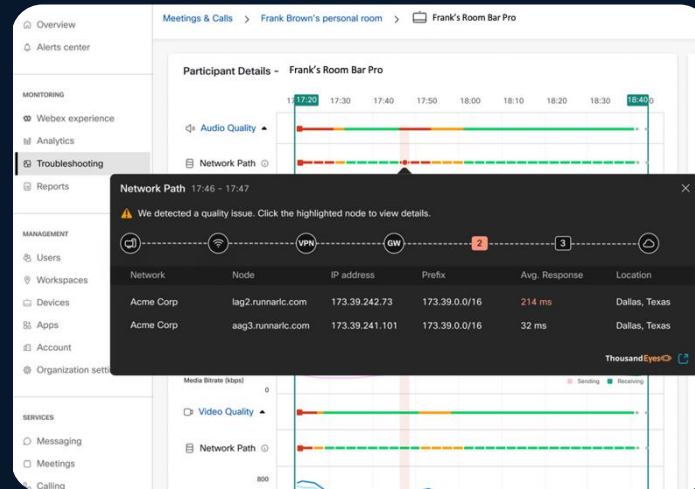 Overview
Alerts center
MONITORING
Webex experience
Analytics
Troubleshooting
Reports
MANAGEMENT
Users
Workspaces
Devices
Apps
Account
Organization setti
SERVICES
Messaging
Meetings
Calling
Meetings & Calls > Frank Brown's personal room > Frank's Room Bar Pro
Participant Details - Frank's Room Bar Pro
17:20 17:30 17:40 17:50 18:00 18:10 18:20 18:30 18:40
Audio Quality
Network Path
Network Path 17:46 - 17:47
We detected a quality issue. Click the highlighted node to view details.
VPN GW 2 3
Network Node IP address Prefix Avg. Response Location
Acme Corp lag2.runnarlc.com 173.39.242.73 173.39.0.0/16 214 ms Dallas, Texas
Acme Corp aag3.runnarlc.com 173.39.241.101 173.39.0.0/16 32 ms Dallas, Texas
ThousandEyes
Media Bitrate (kbps)
0
Sending Receiving
Video Quality
Network Path
800